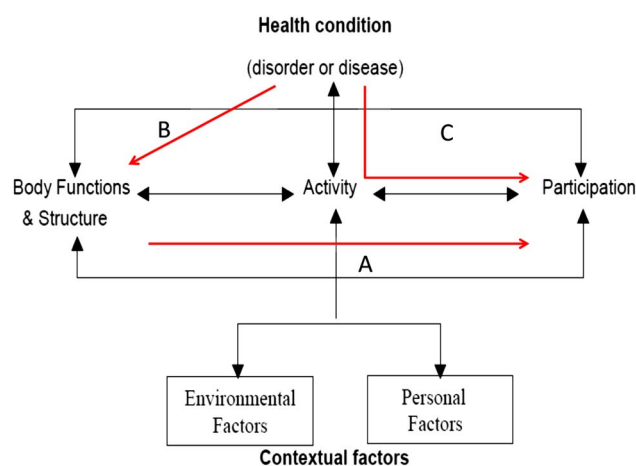 Health condition
(disorder or disease)
B
C
Body Functions
& Structure
Activity
Participation
A
Environmental
Factors
Personal
Factors
Contextual factors